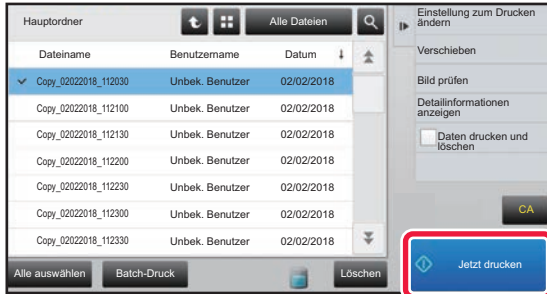 Hauptordner
Alle Dateien
Dateiname Benutzername Datum
Copy_02022018_112030 Unbek. Benutzer 02/02/2018
Copy_02022018_112100 Unbek. Benutzer 02/02/2018
Copy_02022018_112130 Unbek. Benutzer 02/02/2018
Copy_02022018_112200 Unbek. Benutzer 02/02/2018
Copy_02022018_112230 Unbek. Benutzer 02/02/2018
Copy_02022018_112300 Unbek. Benutzer 02/02/2018
Copy_02022018_112330 Unbek. Benutzer 02/02/2018
Alle auswählen
Batch-Druck
Löschen
Einstellung zum Drucken
ändern
Verschieben
Bild prüfen
Detailinformationen
anzeigen
Daten drucken und
löschen
CA
Jetzt drucken